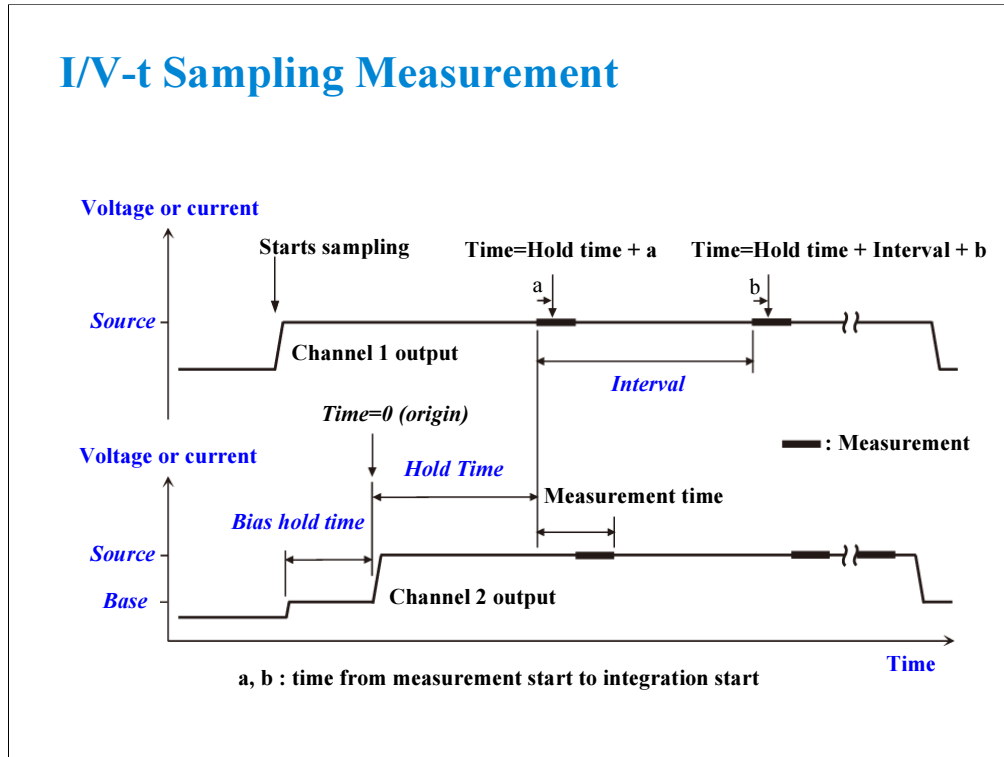 I/V-t Sampling Measurement
Voltage or current
Starts sampling
Time=Hold time + a
Time=Hold time + Interval + b
a
b
Source
Channel 1 output
Interval
Time=0 (origin)
: Measurement
Voltage or current
Hold Time
Measurement time
Bias hold time
Source
Base
Channel 2 output
Time
a, b : time from measurement start to integration start